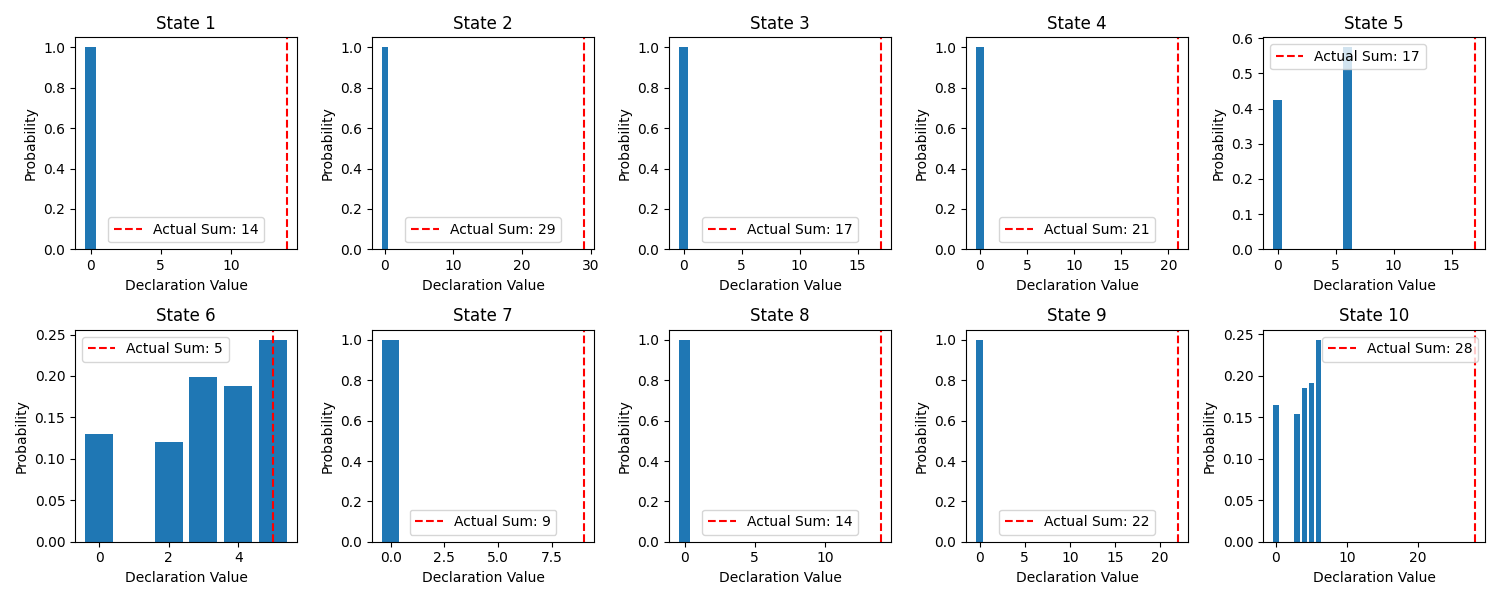 State 1
1.0
0.8
0.6
0.4
0.2
0.0
Probability
Actual Sum: 14
0 5 10
Declaration Value
State 2
1.0
0.8
0.6
0.4
0.2
0.0
Probability
Actual Sum: 29
0 10 20 30
Declaration Value
State 3
1.0
0.8
0.6
0.4
0.2
0.0
Probability
Actual Sum: 17
0 5 10 15
Declaration Value
State 4
1.0
0.8
0.6
0.4
0.2
0.0
Probability
Actual Sum: 21
0 5 10 15 20
Declaration Value
State 5
0.6
0.5
0.4
0.3
0.2
0.1
0.0
Probability
Actual Sum: 17
0 5 10 15
Declaration Value
State 6
0.25
0.20
0.15
0.10
0.05
0.00
Probability
Actual Sum: 5
0 2 4
Declaration Value
State 7
1.0
0.8
0.6
0.4
0.2
0.0
Probability
Actual Sum: 9
0.0 2.5 5.0 7.5
Declaration Value
State 8
1.0
0.8
0.6
0.4
0.2
0.0
Probability
Actual Sum: 14
0 5 10
Declaration Value
State 9
1.0
0.8
0.6
0.4
0.2
0.0
Probability
Actual Sum: 22
0 5 10 15 20
Declaration Value
State 10
0.25
0.20
0.15
0.10
0.05
0.00
Probability
Actual Sum: 28
0 10 20
Declaration Value